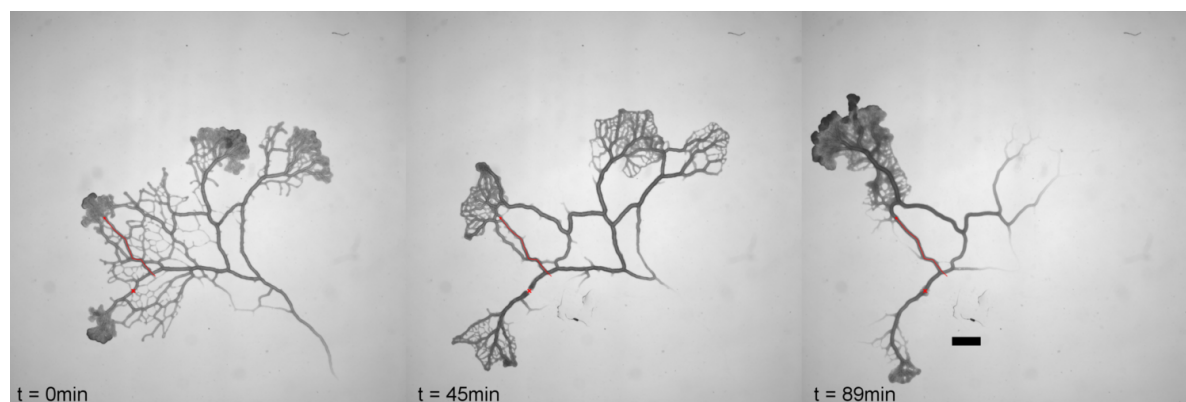 t = 0min
t = 45min
t = 89min